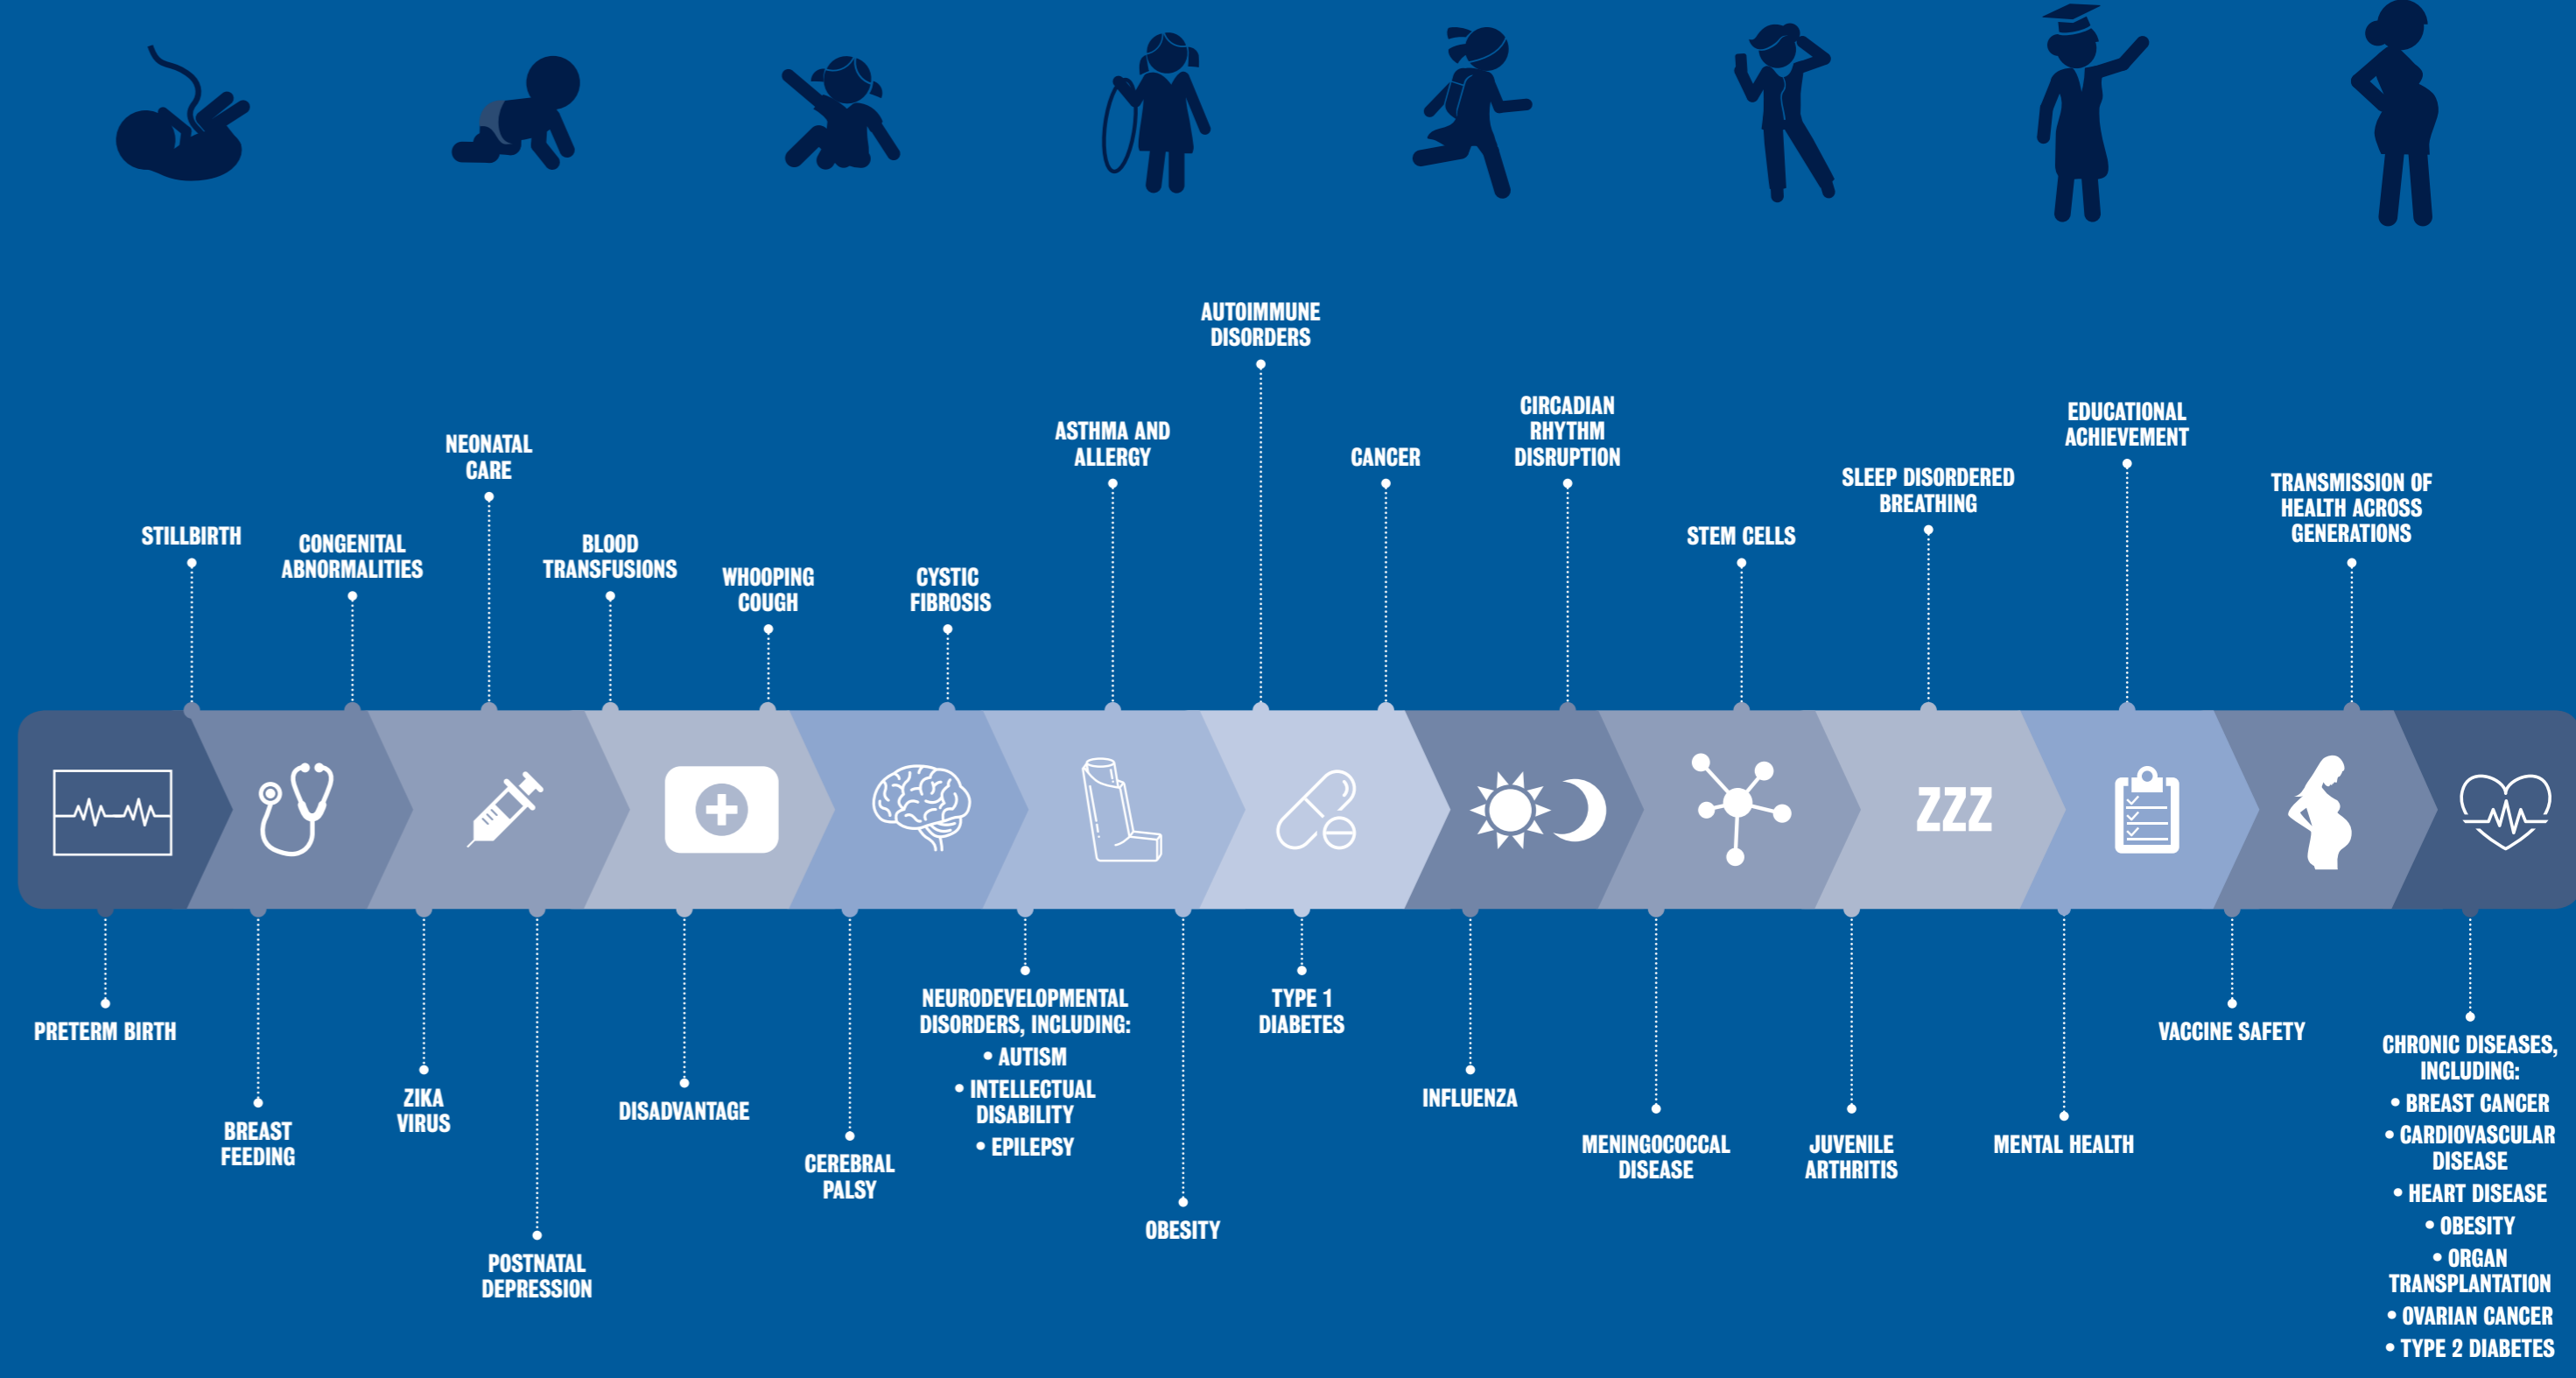 AUTOIMMUNE
DISORDERS
CIRCADIAN
RHYTHM
DISRUPTION
EDUCATIONAL
ACHIEVEMENT
ASTHMA AND
ALLERGY
NEONATAL
CARE
CANCER
SLEEP DISORDERED
BREATHING
TRANSMISSION OF
HEALTH ACROSS
GENERATIONS
STILLBIRTH
CONGENITAL
ABNORMALITIES
BLOOD
TRANSFUSIONS
STEM CELLS
WHOOPING
COUGH
CYSTIC
FIBROSIS
ZZZ
PRETERM BIRTH
BREAST
FEEDING
ZIKA
VIRUS
POSTNATAL
DEPRESSION
DISADVANTAGE
CEREBRAL
PALSY
NEURODEVELOPMENTAL
DISORDERS, INCLUDING:
• AUTISM
• INTELLECTUAL
DISABILITY
• EPILEPSY
OBESITY
TYPE 1
DIABETES
INFLUENZA
MENINGOCOCCAL
DISEASE
JUVENILE
ARTHRITIS
MENTAL HEALTH
VACCINE SAFETY
CHRONIC DISEASES,
INCLUDING:
• BREAST CANCER
• CARDIOVASCULAR
DISEASE
• HEART DISEASE
• OBESITY
• ORGAN
TRANSPLANTATION
• OVARIAN CANCER
• TYPE 2 DIABETES